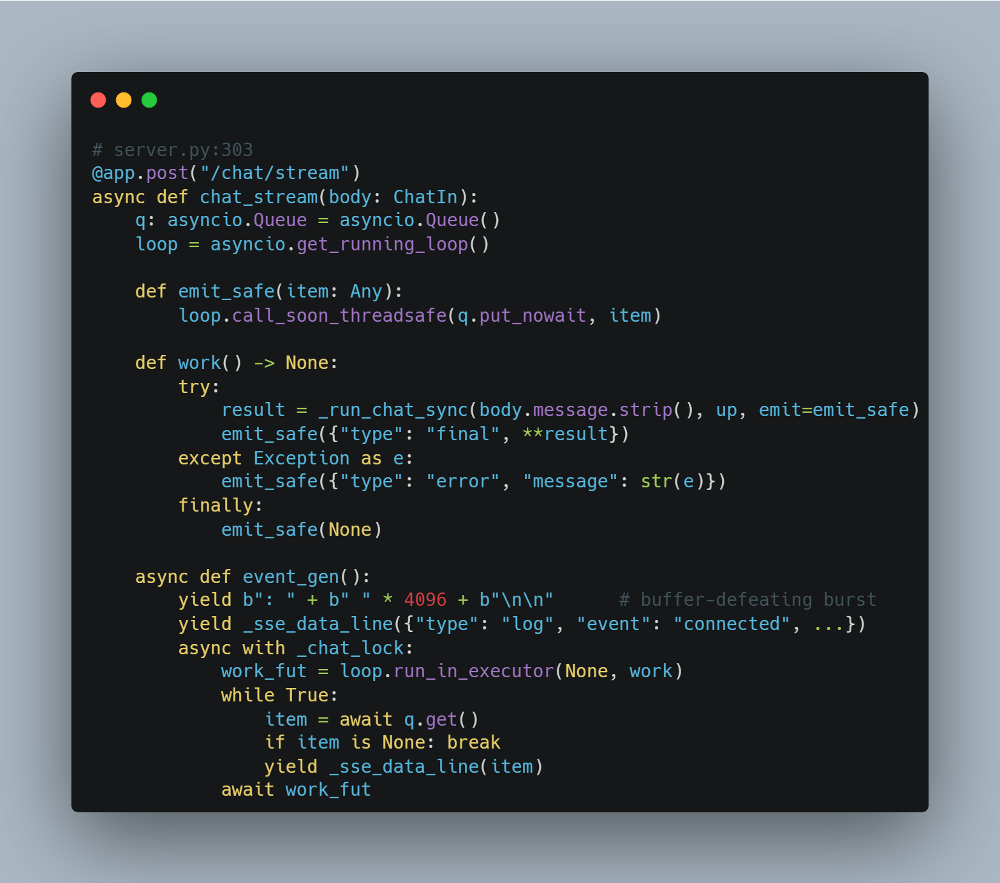 # server.py:303
@app.post("/chat/stream")
async def chat_stream(body: ChatIn):
    q: asyncio.Queue = asyncio.Queue()
    loop = asyncio.get_running_loop()

    def emit_safe(item: Any):
        loop.call_soon_threadsafe(q.put_nowait, item)

    def work() -> None:
        try:
            result = _run_chat_sync(body.message.strip(), up, emit=emit_safe)
            emit_safe({"type": "final", **result})
        except Exception as e:
            emit_safe({"type": "error", "message": str(e)})
        finally:
            emit_safe(None)

    async def event_gen():
        yield b": " + b" " * 4096 + b"\n\n"      # buffer-defeating burst
        yield _sse_data_line({"type": "log", "event": "connected", ...})
        async with _chat_lock:
            work_fut = loop.run_in_executor(None, work)
            while True:
                item = await q.get()
                if item is None: break
                yield _sse_data_line(item)
            await work_fut